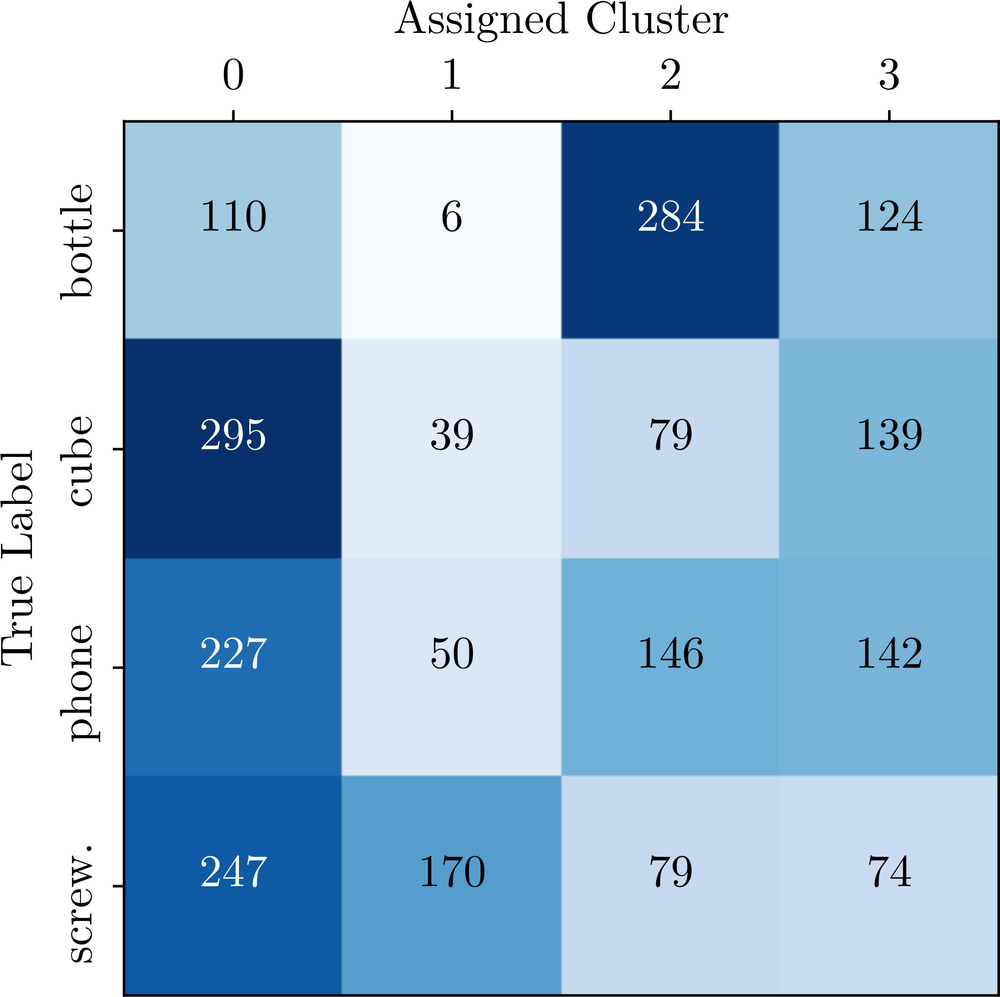 Assigned Cluster
0 1 2 3
True Label
bottle 110 6 284 124
cube 295 39 79 139
phone 227 50 146 142
screw. 247 170 79 74